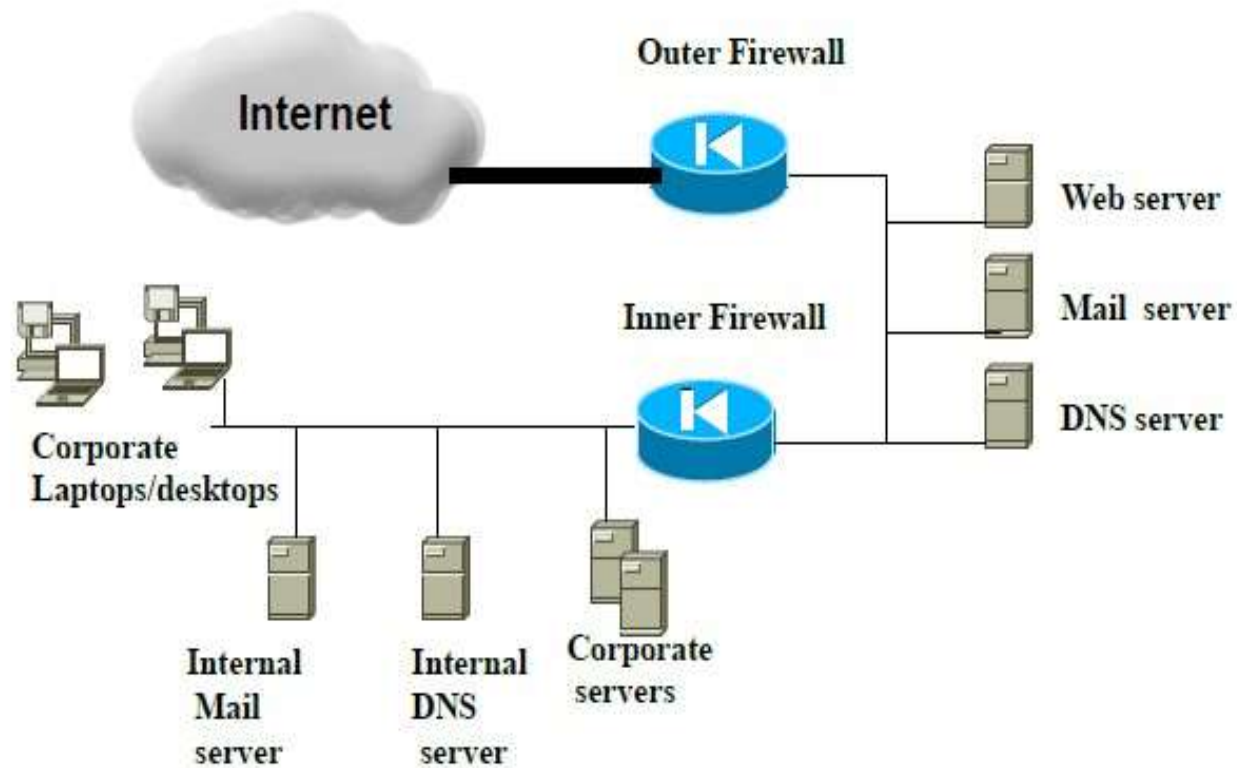 Outer Firewall
Internet
Web server
Mail server
Inner Firewall
DNS server
Corporate
Laptops/desktops
Internal
Mail
server
Internal
DNS
server
Corporate
servers